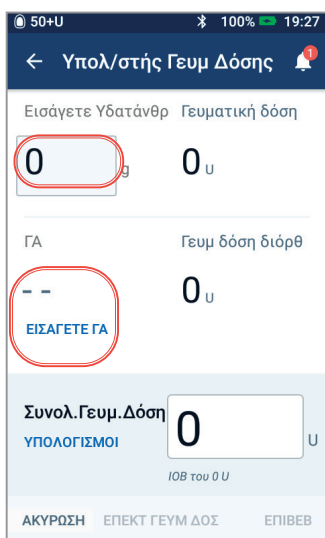 50+U 100% 19:27
Υπολ/στής Γευμ Δόσης 1
Εισάγετε Υδατάνθρ Γευματική δόση
0 g 0 U
ΓΑ Γευμ δόση διόρθ
-- 0 U
ΕΙΣΑΓΕΤΕ ΓΑ
Συνολ.Γευμ.Δόση 0 U
ΥΠΟΛΟΓΙΣΜΟΙ
IOB του 0 U
ΑΚΥΡΩΣΗ ΕΠΕΚΤ ΓΕΥΜ ΔΟΣ ΕΠΙΒΕΒ